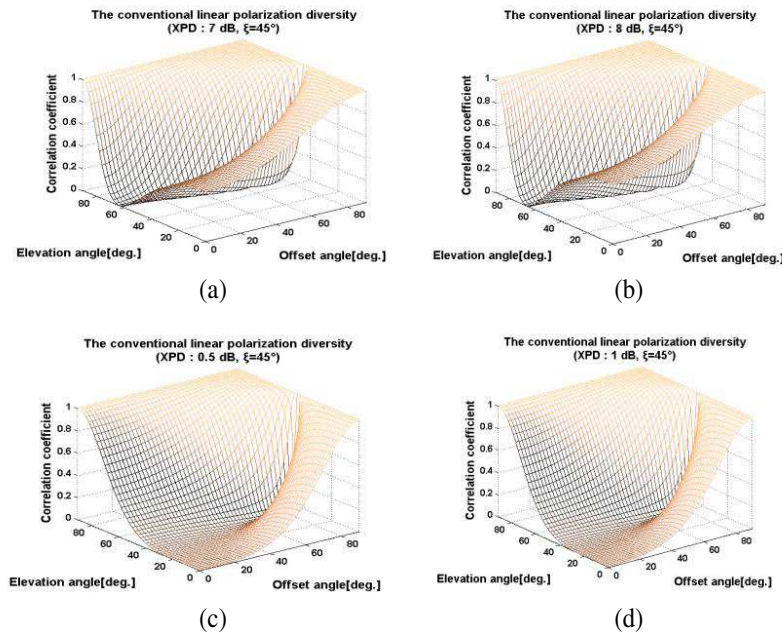 The conventional linear polarization diversity
(XPD : 7 dB, ξ=45°)
Correlation coefficient
1
0.8
0.6
0.4
0.2
0
80
60
40
20
0
Elevation angle[deg.]
0
20
40
60
80
Offset angle[deg.]
(a)
The conventional linear polarization diversity
(XPD : 8 dB, ξ=45°)
Correlation coefficient
1
0.8
0.6
0.4
0.2
0
80
60
40
20
0
Elevation angle[deg.]
0
20
40
60
80
Offset angle[deg.]
(b)
The conventional linear polarization diversity
(XPD : 0.5 dB, ξ=45°)
Correlation coefficient
1
0.8
0.6
0.4
0.2
0
80
60
40
20
0
Elevation angle[deg.]
0
20
40
60
80
Offset angle[deg.]
(c)
The conventional linear polarization diversity
(XPD : 1 dB, ξ=45°)
Correlation coefficient
1
0.8
0.6
0.4
0.2
0
80
60
40
20
0
Elevation angle[deg.]
0
20
40
60
80
Offset angle[deg.]
(d)